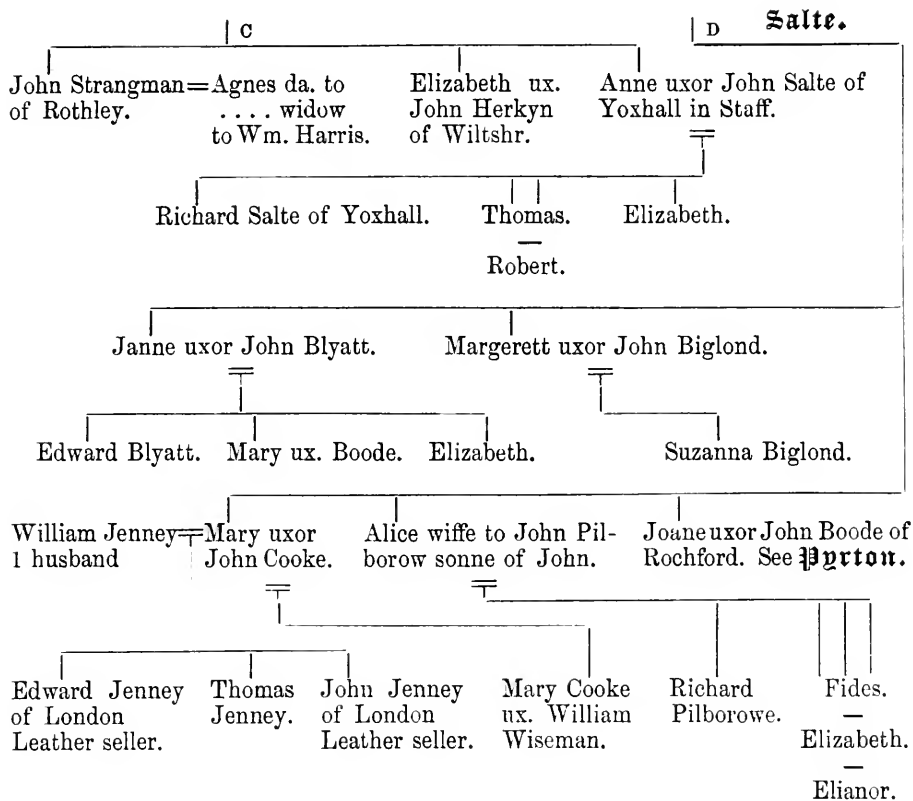 C
D Salte.
John Strangman=Agnes da. to
of Rothley.
. . . . widow
to Wm. Harris.
Elizabeth ux.
John Herkyn
of Wiltshr.
Anne uxor John Salte of
Yoxhall in Staff.
Richard Salte of Yoxhall.
Thomas.
—
Robert.
Elizabeth.
Janne uxor John Blyatt.
Margerett uxor John Biglond.
Edward Blyatt.
Mary ux. Boode.
Elizabeth.
Suzanna Biglond.
William Jenney=Mary uxor
1 husband
John Cooke.
Alice wiffe to John Pil-
borow sonne of John.
Joane uxor John Boode of
Rochford. See Pyrton.
Edward Jenney
of London
Leather seller.
Thomas
Jenney.
John Jenney
of London
Leather seller.
Mary Cooke
ux. William
Wiseman.
Richard
Pilborowe.
Fides.
—
Elizabeth.
—
Elianor.